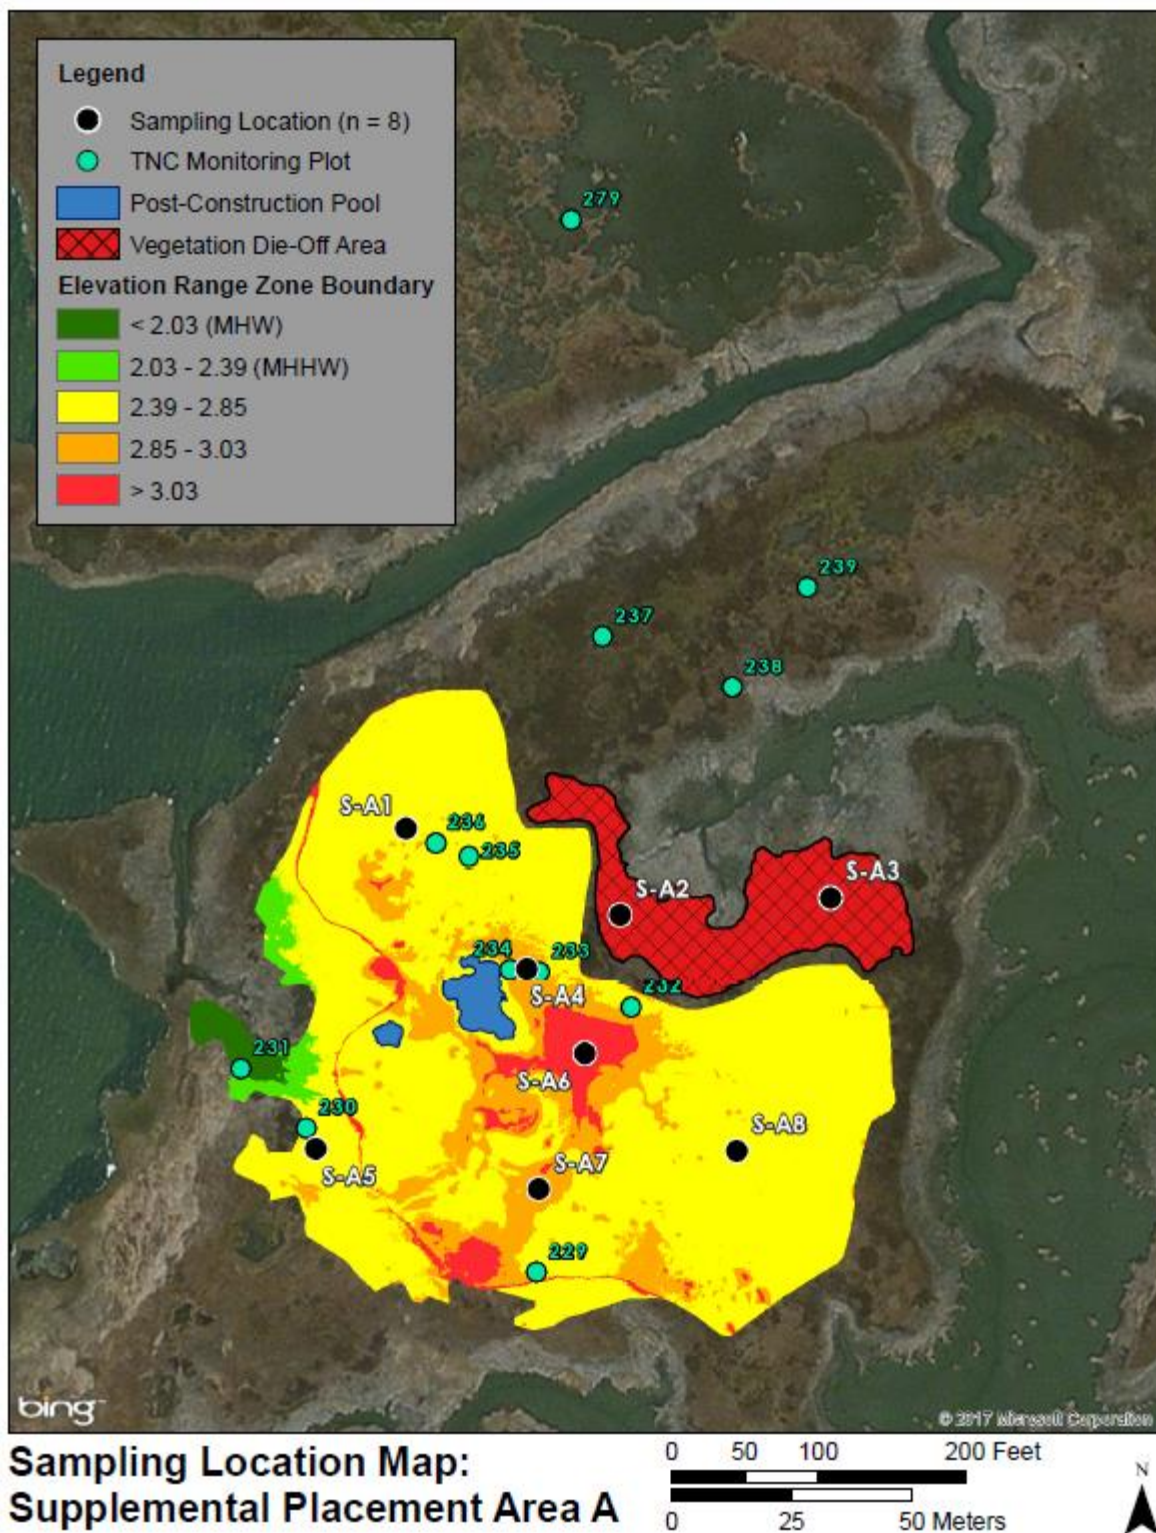 Legend
Sampling Location (n = 8)
TNC Monitoring Plot
Post-Construction Pool
Vegetation Die-Off Area
Elevation Range Zone Boundary
< 2.03 (MHW)
2.03 - 2.39 (MHHW)
2.39 - 2.85
2.85 - 3.03
> 3.03
279
239
237
238
S-A1
236
235
S-A2
S-A3
234
233
S-A4
232
231
S-A6
230
S-A5
S-A8
S-A7
229
bing
© 2017 Microsoft Corporation
Sampling Location Map:
Supplemental Placement Area A
0 50 100 200 Feet
0 25 50 Meters
N